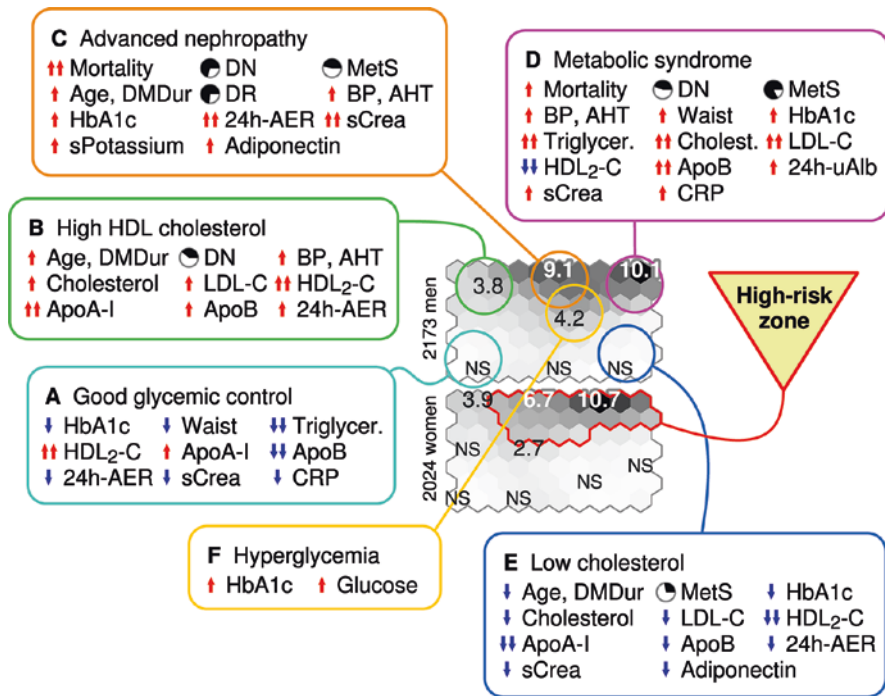 C Advanced nephropathy
Mortality DN MetS
Age, DMDur DR BP, AHT
HbA1c 24h-AER sCrea
sPotassium Adiponectin
D Metabolic syndrome
Mortality DN MetS
BP, AHT Waist HbA1c
Triglycer. Cholest. LDL-C
HDL2-C ApoB 24h-uAlb
sCrea CRP
B High HDL cholesterol
Age, DMDur DN BP, AHT
Cholesterol LDL-C HDL2-C
ApoA-I ApoB 24h-AER
2173 men
3.8 9.1 10.1
4.2
NS NS NS
High-risk
zone
A Good glycemic control
HbA1c Waist Triglycer.
HDL2-C ApoA-I ApoB
24h-AER sCrea CRP
2024 women
3.9 6.7 10.7
2.7
NS NS
NS
NS NS
F Hyperglycemia
HbA1c Glucose
E Low cholesterol
Age, DMDur MetS HbA1c
Cholesterol LDL-C HDL2-C
ApoA-I ApoB 24h-AER
sCrea Adiponectin